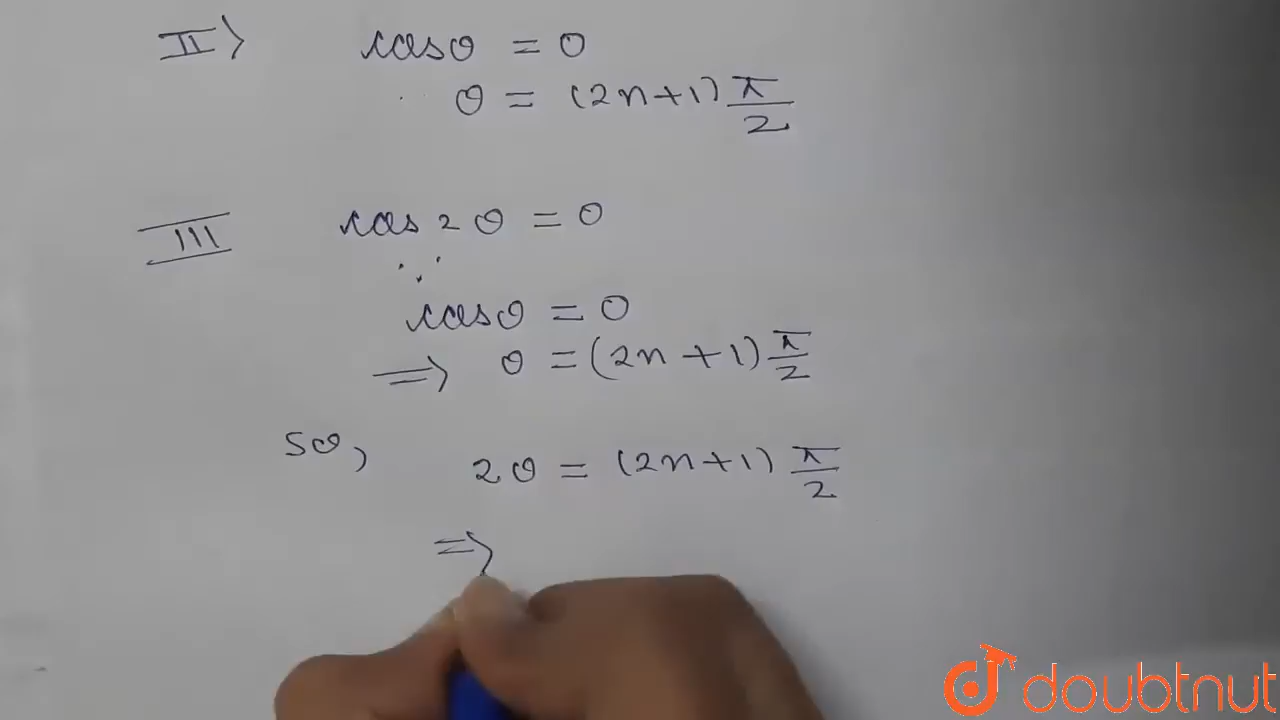 II> cosθ = 0
θ = (2n+1) π/2
III cos 2θ = 0
∵
cosθ = 0
⇒ θ = (2n+1) π/2
so, 2θ = (2n+1) π/2
⇒
doubtnut